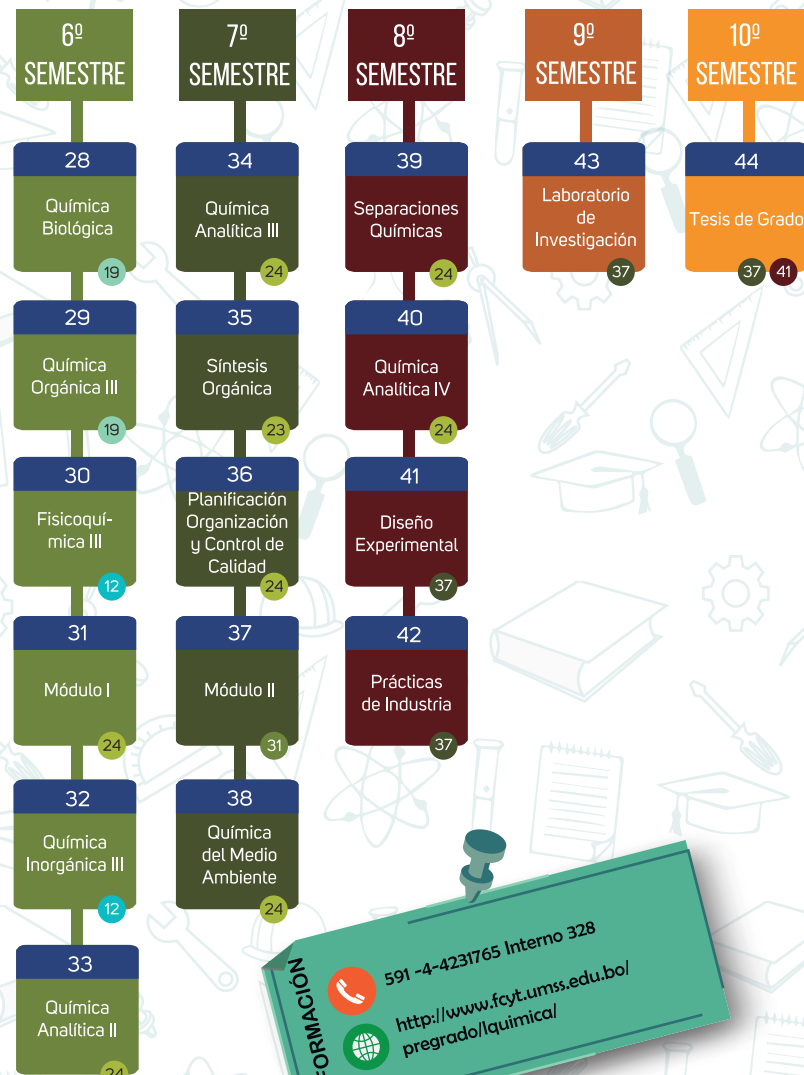 6º
SEMESTRE
28
Química
Biológica
19
29
Química
Orgánica III
19
30
Fisicoquí-
mica III
12
31
Módulo I
24
32
Química
Inorgánica III
12
33
Química
Analítica II
24
7º
SEMESTRE
34
Química
Analítica III
24
35
Síntesis
Orgánica
23
36
Planificación
Organización
y Control de
Calidad
24
37
Módulo II
31
38
Química
del Medio
Ambiente
24
8º
SEMESTRE
39
Separaciones
Químicas
24
40
Química
Analítica IV
24
41
Diseño
Experimental
37
42
Prácticas
de Industria
37
9º
SEMESTRE
43
Laboratorio
de
Investigación
37
10º
SEMESTRE
44
Tesis de Grado
37 41
FORMACIÓN
591 -4-4231765 Interno 328
http://www.fcyt.umss.edu.bo/
pregrado/lquimica/